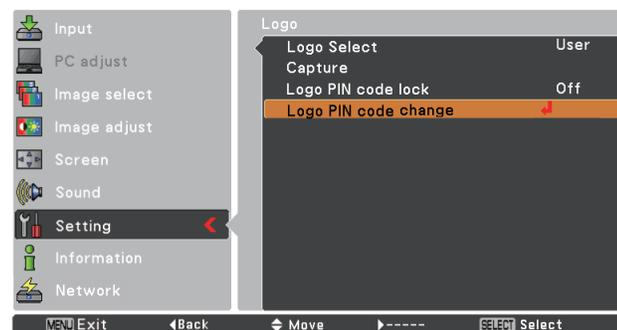 Input
PC adjust
Image select
Image adjust
Screen
Sound
Setting
Information
Network
Logo
Logo Select User
Capture
Logo PIN code lock Off
Logo PIN code change
MENU Exit Back Move ----- SELECT Select